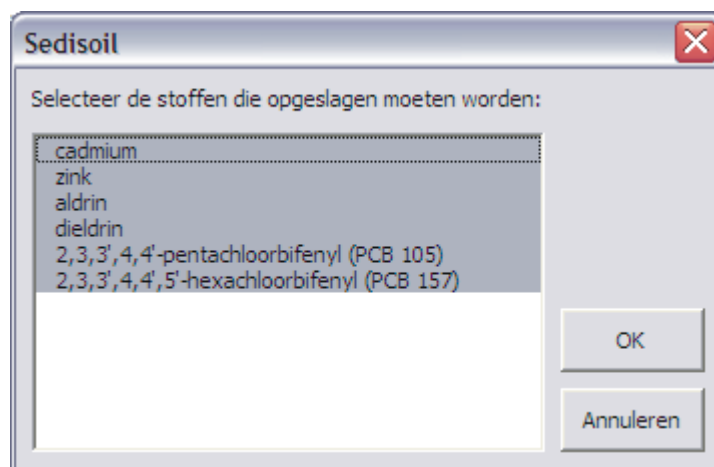 Sedisoil
Selecteer de stoffen die opgeslagen moeten worden:
cadmium
zink
aldrin
dieldrin
2,3,3',4,4'-pentachloorbifenyl (PCB 105)
2,3,3',4,4',5'-hexachloorbifenyl (PCB 157)
OK
Annuleren